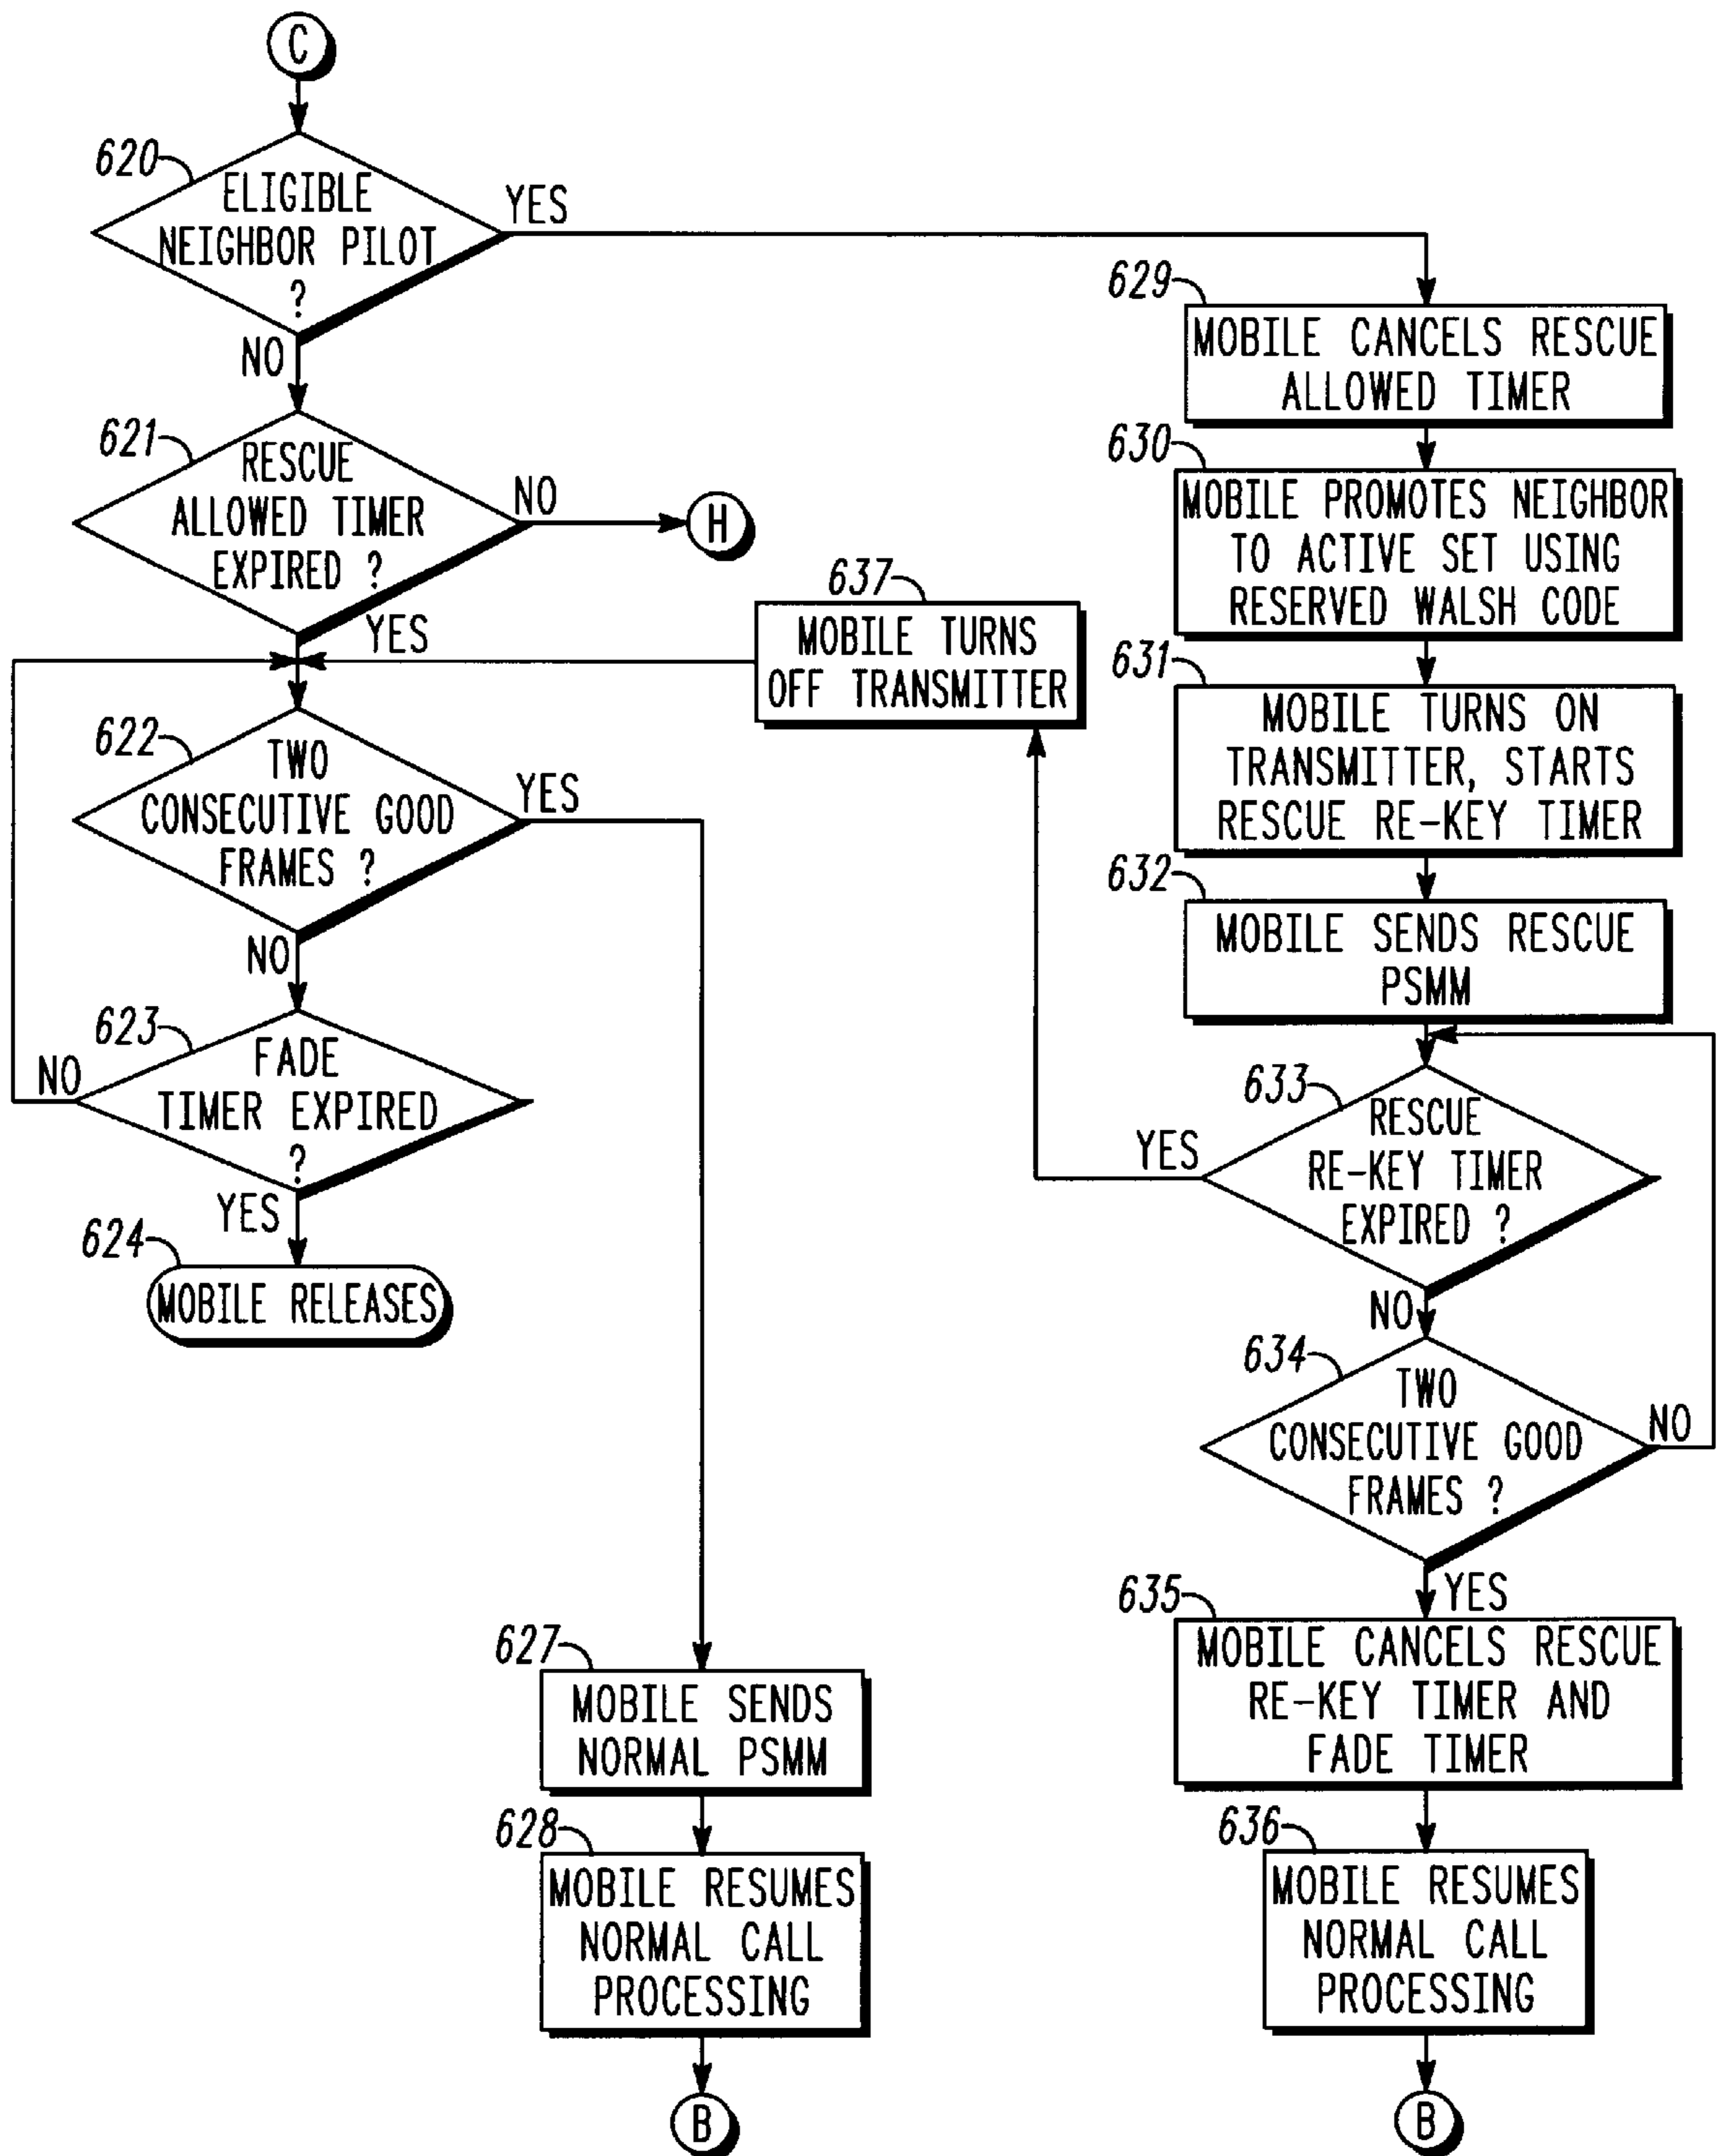 C
620
ELIGIBLE
NEIGHBOR PILOT
?
YES
NO
621
RESCUE
ALLOWED TIMER
EXPIRED ?
NO
H
YES
622
TWO
CONSECUTIVE GOOD
FRAMES ?
YES
NO
623
FADE
TIMER EXPIRED
?
NO
YES
624
MOBILE RELEASES
627
MOBILE SENDS
NORMAL PSMM
628
MOBILE RESUMES
NORMAL CALL
PROCESSING
B
637
MOBILE TURNS
OFF TRANSMITTER
629
MOBILE CANCELS RESCUE
ALLOWED TIMER
630
MOBILE PROMOTES NEIGHBOR
TO ACTIVE SET USING
RESERVED WALSH CODE
631
MOBILE TURNS ON
TRANSMITTER, STARTS
RESCUE RE-KEY TIMER
632
MOBILE SENDS RESCUE
PSMM
633
RESCUE
RE-KEY TIMER
EXPIRED ?
YES
NO
634
TWO
CONSECUTIVE GOOD
FRAMES ?
NO
YES
635
MOBILE CANCELS RESCUE
RE-KEY TIMER AND
FADE TIMER
636
MOBILE RESUMES
NORMAL CALL
PROCESSING
B